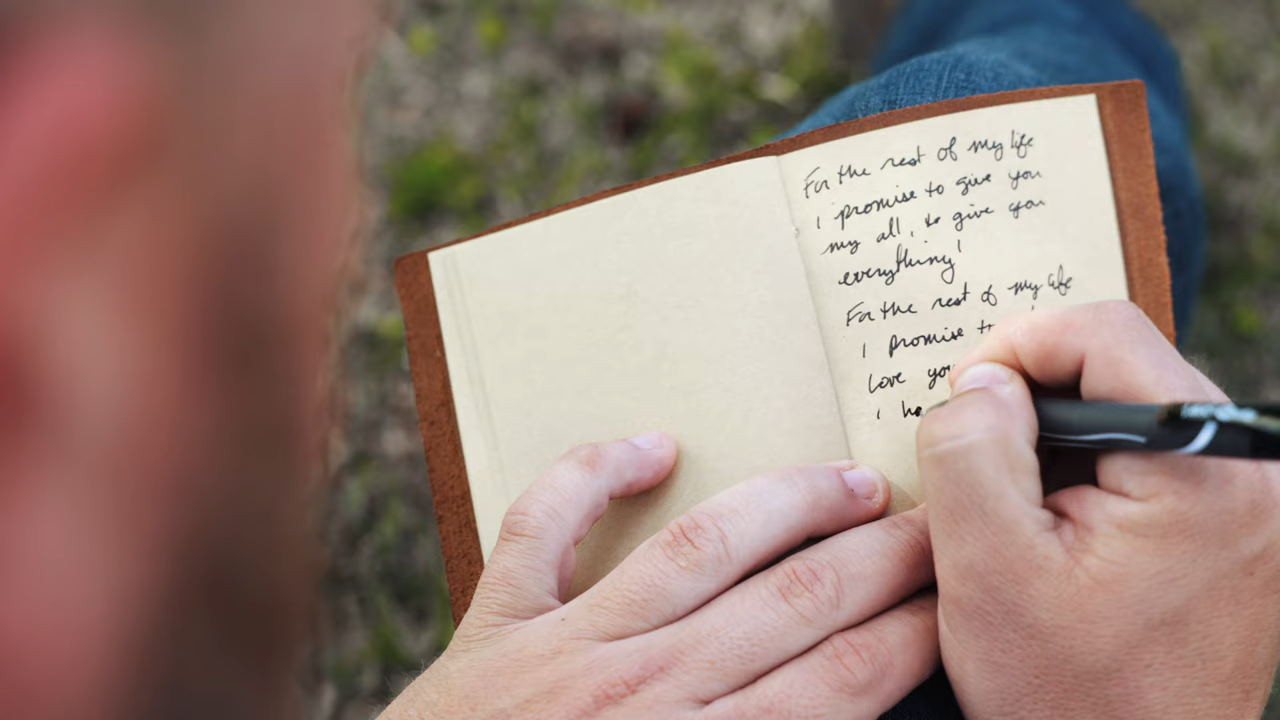 For the rest of my life
I promise to give you
my all, to give you
everything!
For the rest of my life
I promise
Love you
I